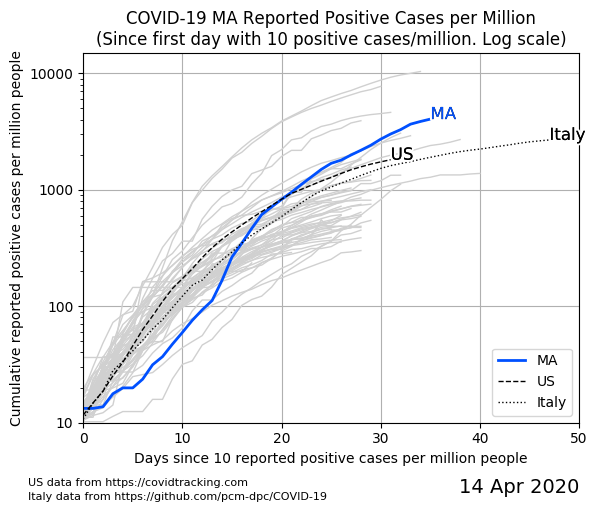 COVID-19 MA Reported Positive Cases per Million
(Since first day with 10 positive cases/million. Log scale)
Cumulative reported positive cases per million people
10000
1000
100
10
MA
US
Italy
MA
US
Italy
0 10 20 30 40 50
Days since 10 reported positive cases per million people
US data from https://covidtracking.com
Italy data from https://github.com/pcm-dpc/COVID-19
14 Apr 2020